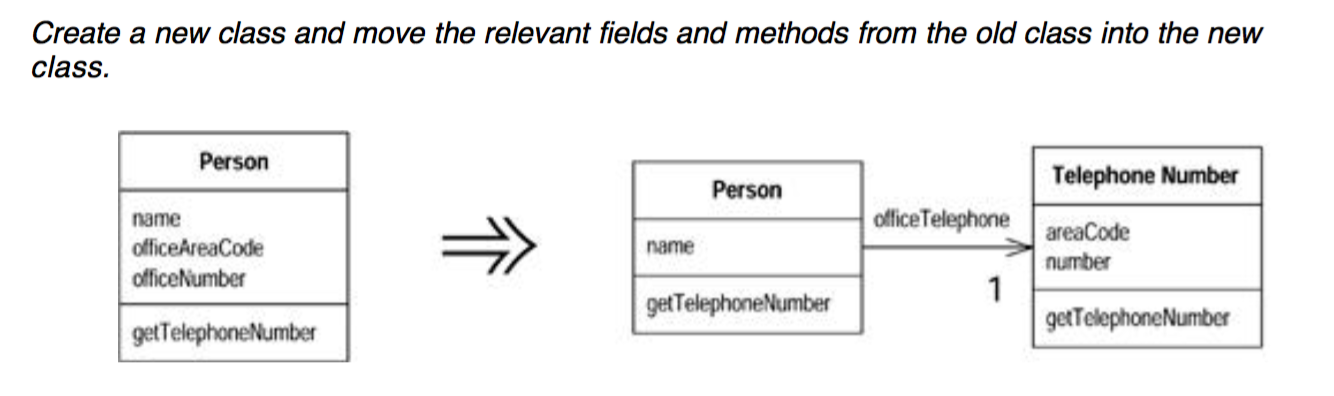 Create a new class and move the relevant fields and methods from the old class into the new
class.
Person
name
officeAreaCode
officeNumber
getTelephoneNumber
Person
name
getTelephoneNumber
officeTelephone
1
Telephone Number
areaCode
number
getTelephoneNumber